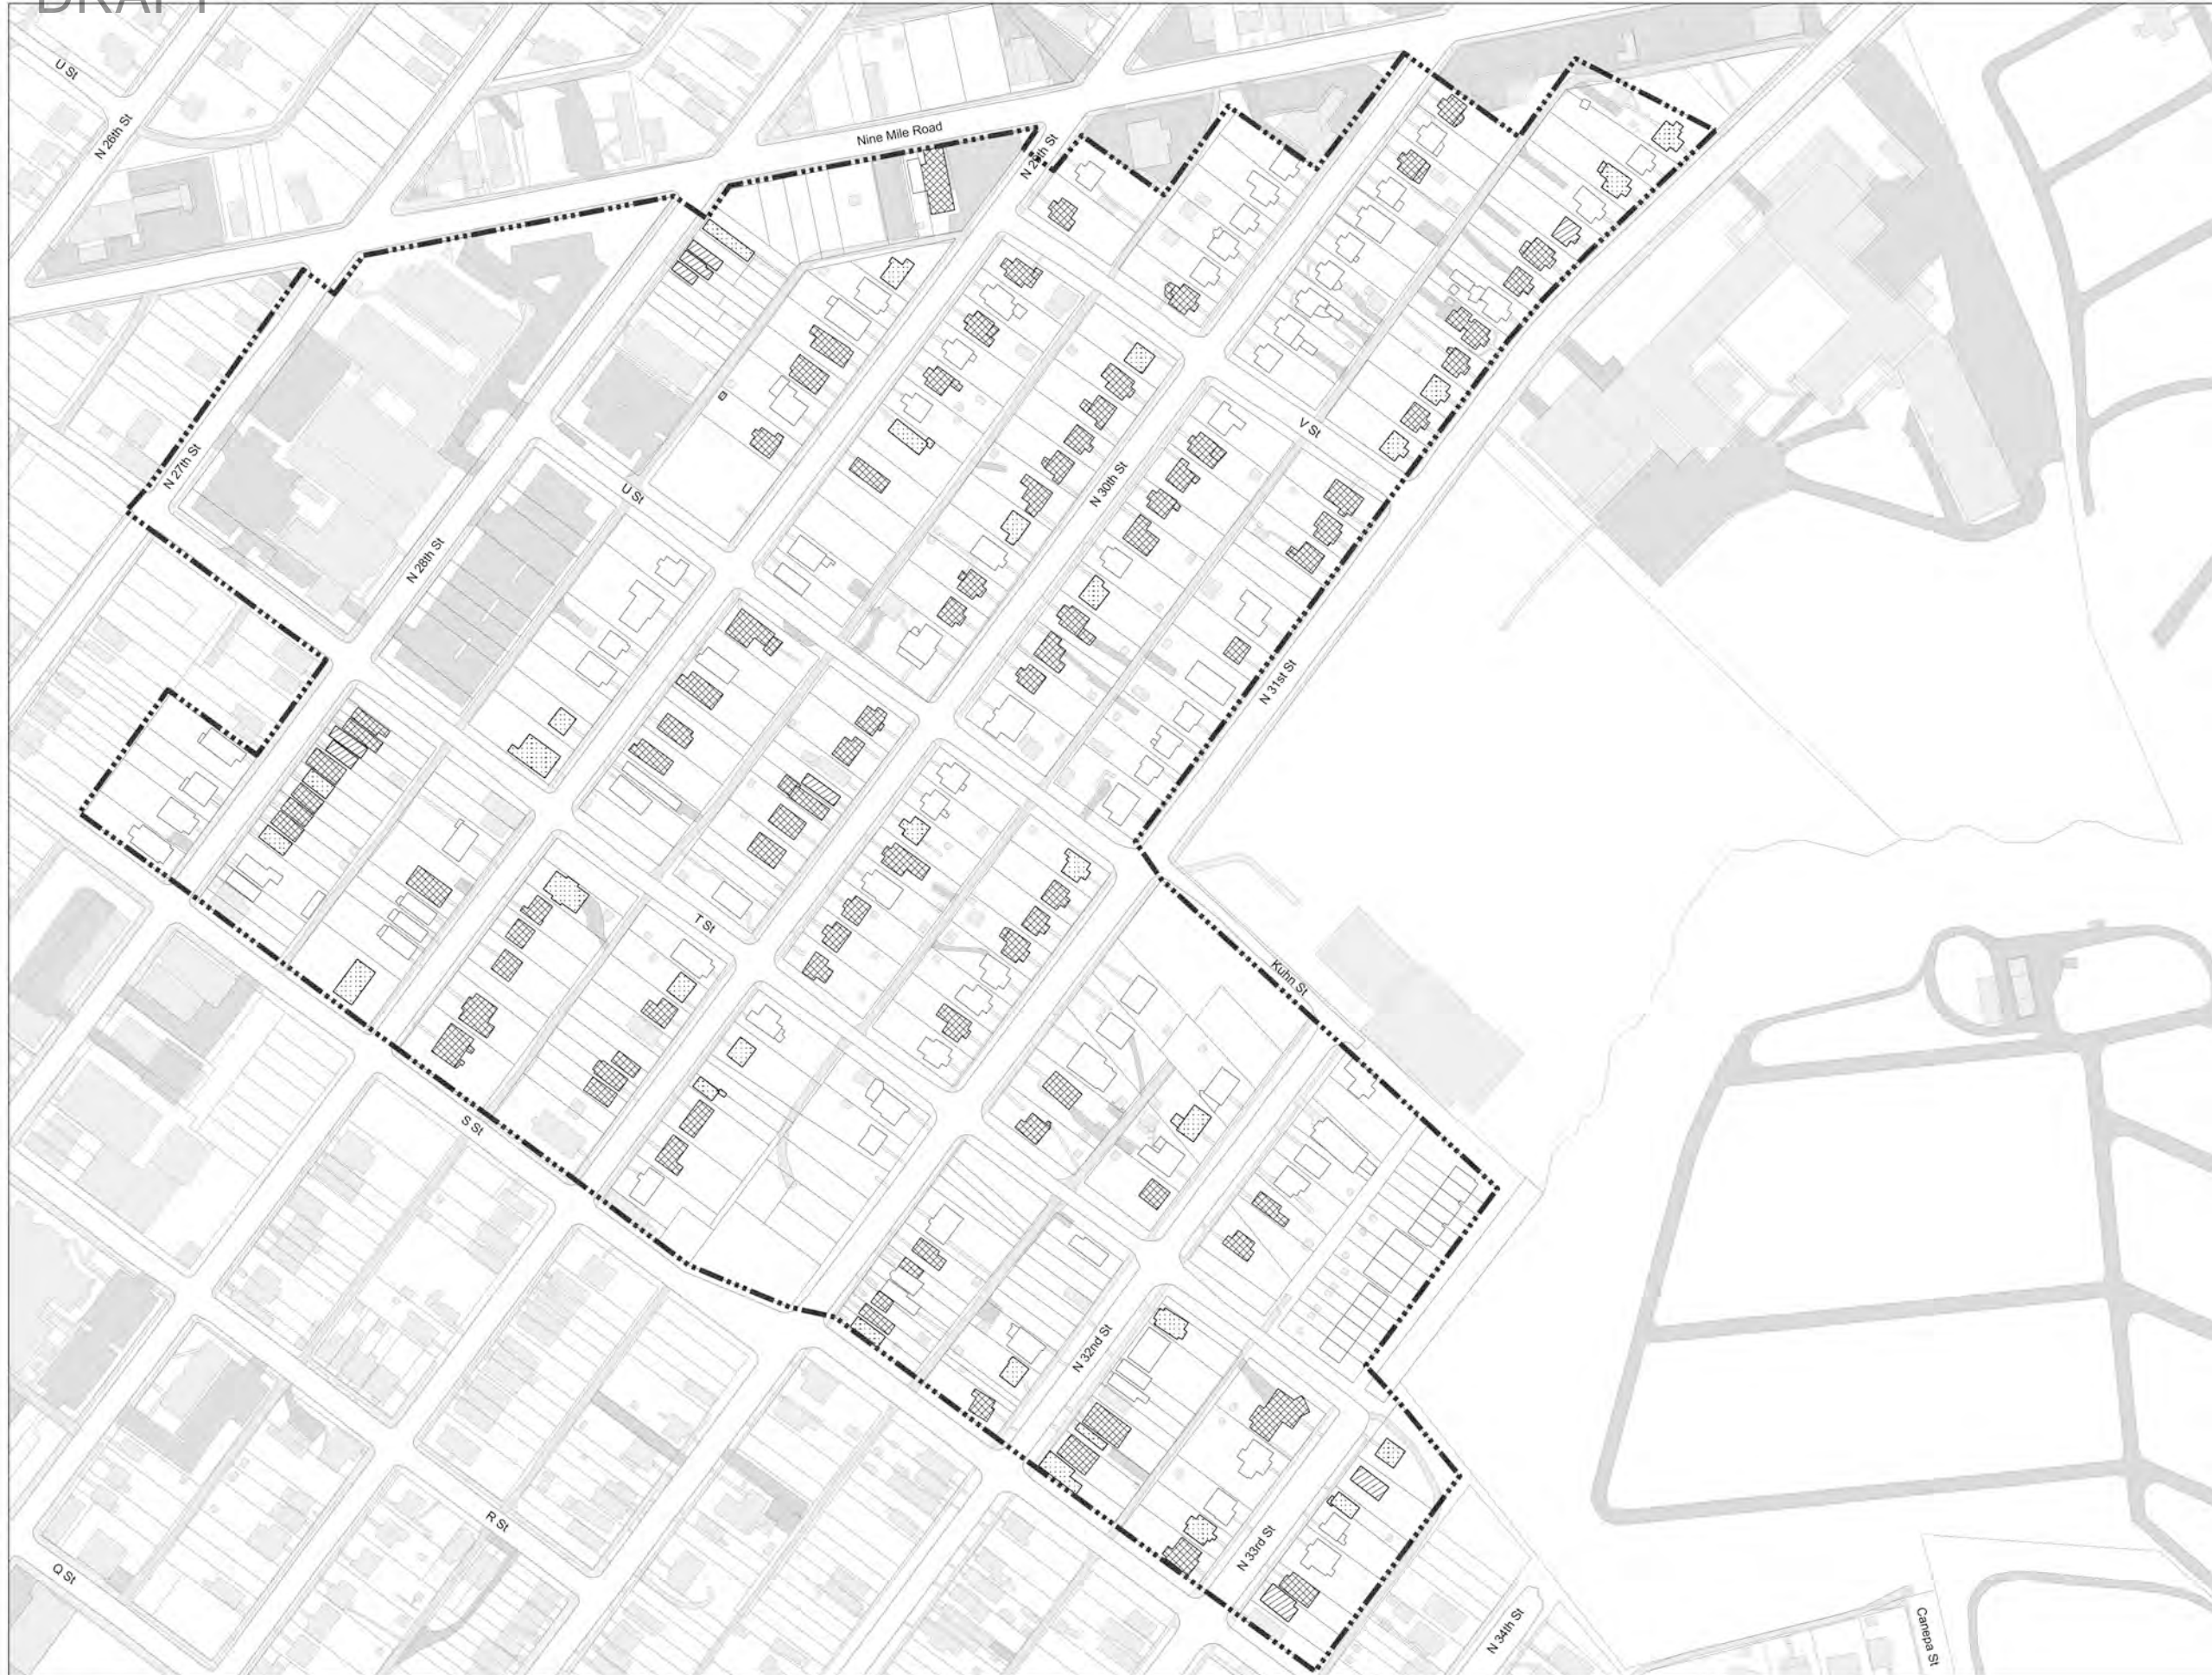 DRAFT
U St
N 26th St
Nine Mile Road
N 29th St
N 27th St
U St
N 28th St
V St
N 30th St
N 31st St
T St
Kuhn St
S St
N 32nd St
R St
N 33rd St
Q St
N 34th St
Canepa St